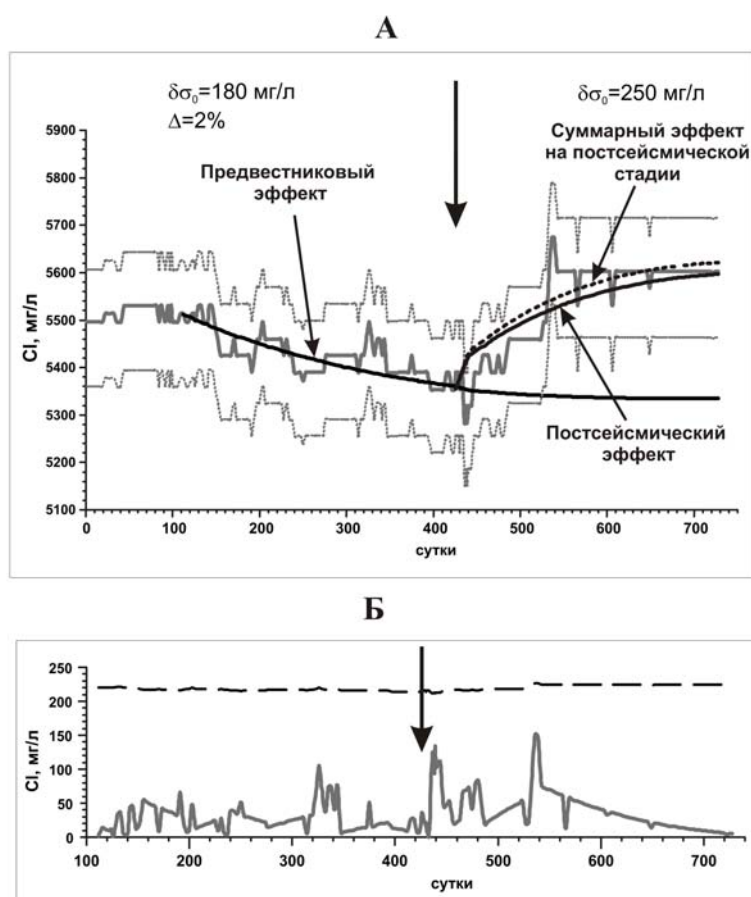 А
δσ₀=180 мг/л
Δ=2%
δσ₀=250 мг/л
Суммарный эффект
на постсейсмической
стадии
Предвестниковый
эффект
Постсейсмический
эффект
Cl, мг/л
5900
5800
5700
5600
5500
5400
5300
5200
5100
0 100 200 300 400 500 600 700
сутки
Б
Cl, мг/л
250
200
150
100
50
0
100 200 300 400 500 600 700
сутки